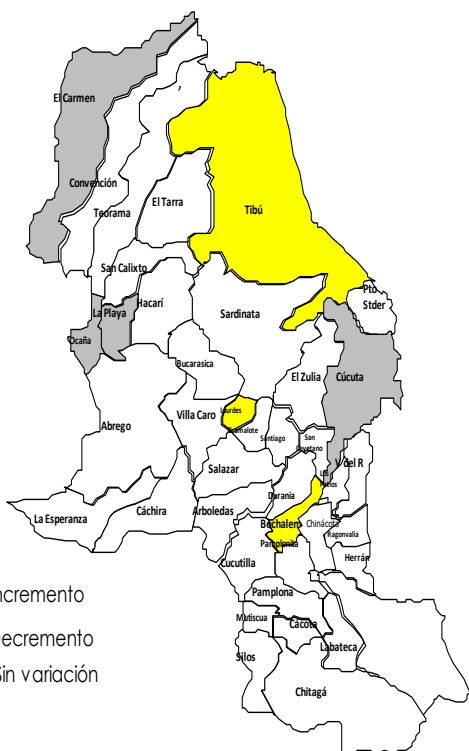 El Carmen
Convención
Teorama
El Tarra
Tibú
San Calixto
La Playa
Hacarí
Ocaña
Sardinata
Pto
Stder
Bucarasica
El Zulia
Cúcuta
Abrego
Villa Caro
Lourdes
Santiago
San
Cayetano
Salazar
V del R
Durania
La Esperanza
Cáchira
Arboledas
Bochalem
Chinácota
Ragonvalia
Pamplonita
Herrán
Cucutilla
ncremento
Pamplona
Mutiscua
Cácota
ecremento
Labateca
Silos
Sin variación
Chitagá